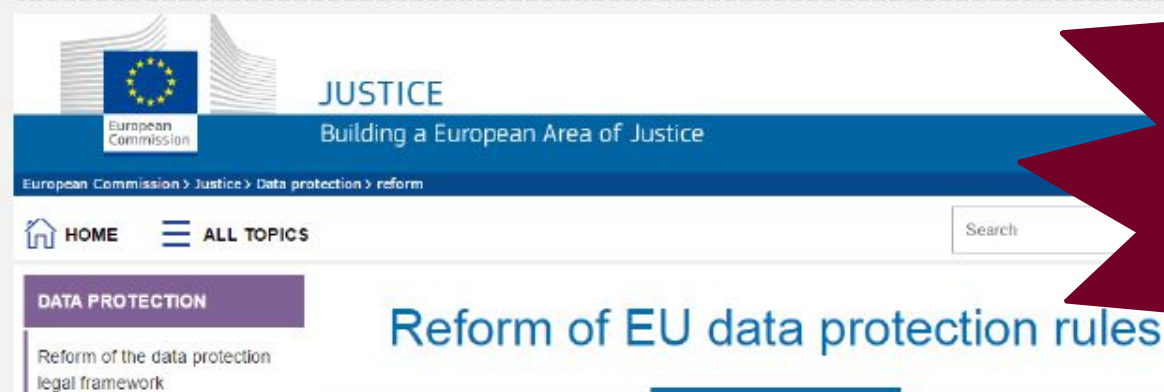 JUSTICE
European
Commission
Building a European Area of Justice
European Commission > Justice > Data protection > reform
HOME
ALL TOPICS
Search
DATA PROTECTION
Reform of EU data protection rules
Reform of the data protection
legal framework